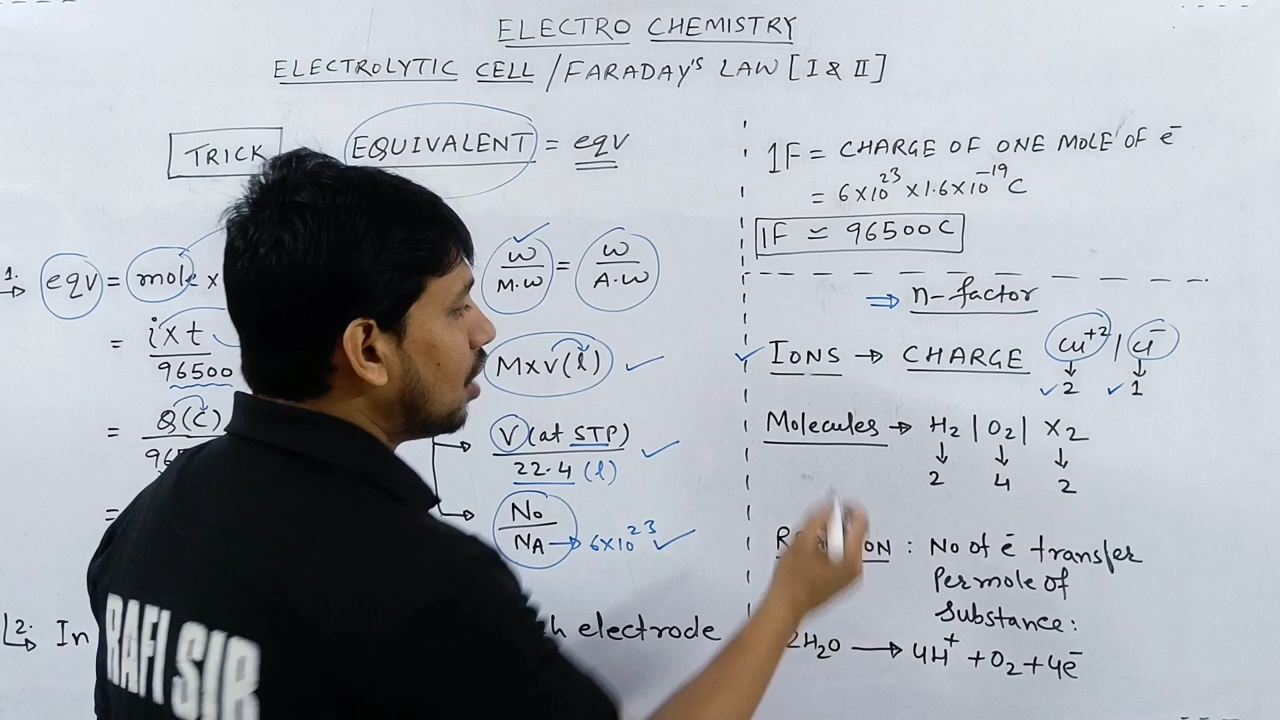 ELECTRO CHEMISTRY
ELECTROLYTIC CELL / FARADAY'S LAW [I & II]
TRICK
EQUIVALENT = eqv
1. → eqv = mole ×
= i×t
96500
= Q(C)
=
w/M.W = w/A.W
M×V(l)
V(at STP)
22.4 (l)
No
NA → 6×10²³
2. In
electrode
1F = CHARGE OF ONE MOLE OF e⁻
= 6×10²³×1.6×10⁻¹⁹C
1F ≃ 96500C
⇒ n-factor
IONS → CHARGE Cu⁺² | Cl⁻
↓ ↓
2 1
Molecules → H₂ | O₂ | X₂
↓ ↓ ↓
2 4 2
: No of e⁻ transfer
Per mole of
Substance:
2H₂O → 4H⁺ + O₂ + 4e⁻
RAFI SIR